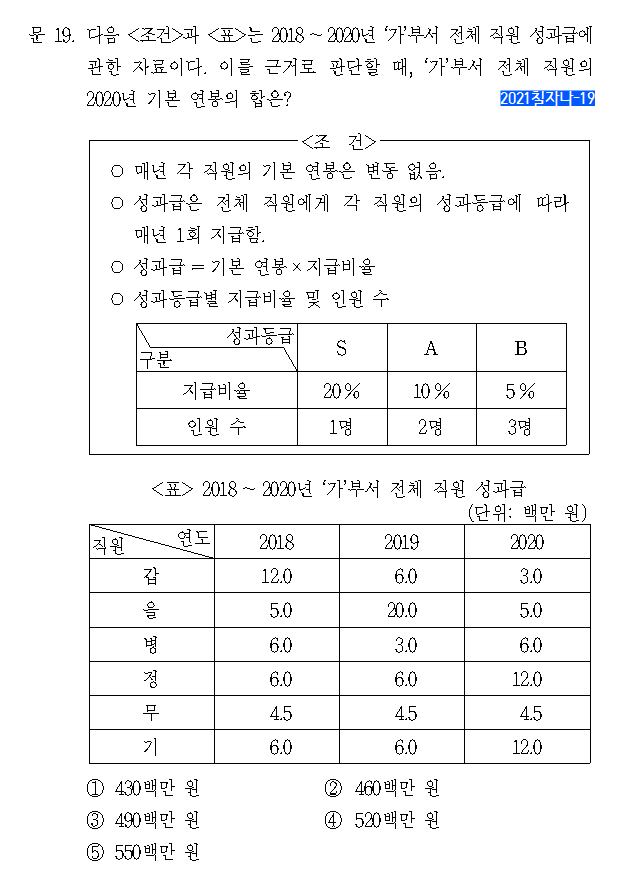 문 19. 다음 <조건>과 <표>는 2018 ~ 2020년 '가'부서 전체 직원 성과급에
관한 자료이다. 이를 근거로 판단할 때, '가'부서 전체 직원의
2020년 기본 연봉의 합은?
2021칠자나-19
<조 건>
○ 매년 각 직원의 기본 연봉은 변동 없음.
○ 성과급은 전체 직원에게 각 직원의 성과등급에 따라
매년 1회 지급함.
○ 성과급 = 기본 연봉 × 지급비율
○ 성과등급별 지급비율 및 인원 수
성과등급
구분
S A B
지급비율 20% 10% 5%
인원 수 1명 2명 3명
<표> 2018 ~ 2020년 '가'부서 전체 직원 성과급
(단위: 백만 원)
직원 연도 2018 2019 2020
갑 12.0 6.0 3.0
을 5.0 20.0 5.0
병 6.0 3.0 6.0
정 6.0 6.0 12.0
무 4.5 4.5 4.5
기 6.0 6.0 12.0
① 430백만 원 ② 460백만 원
③ 490백만 원 ④ 520백만 원
⑤ 550백만 원